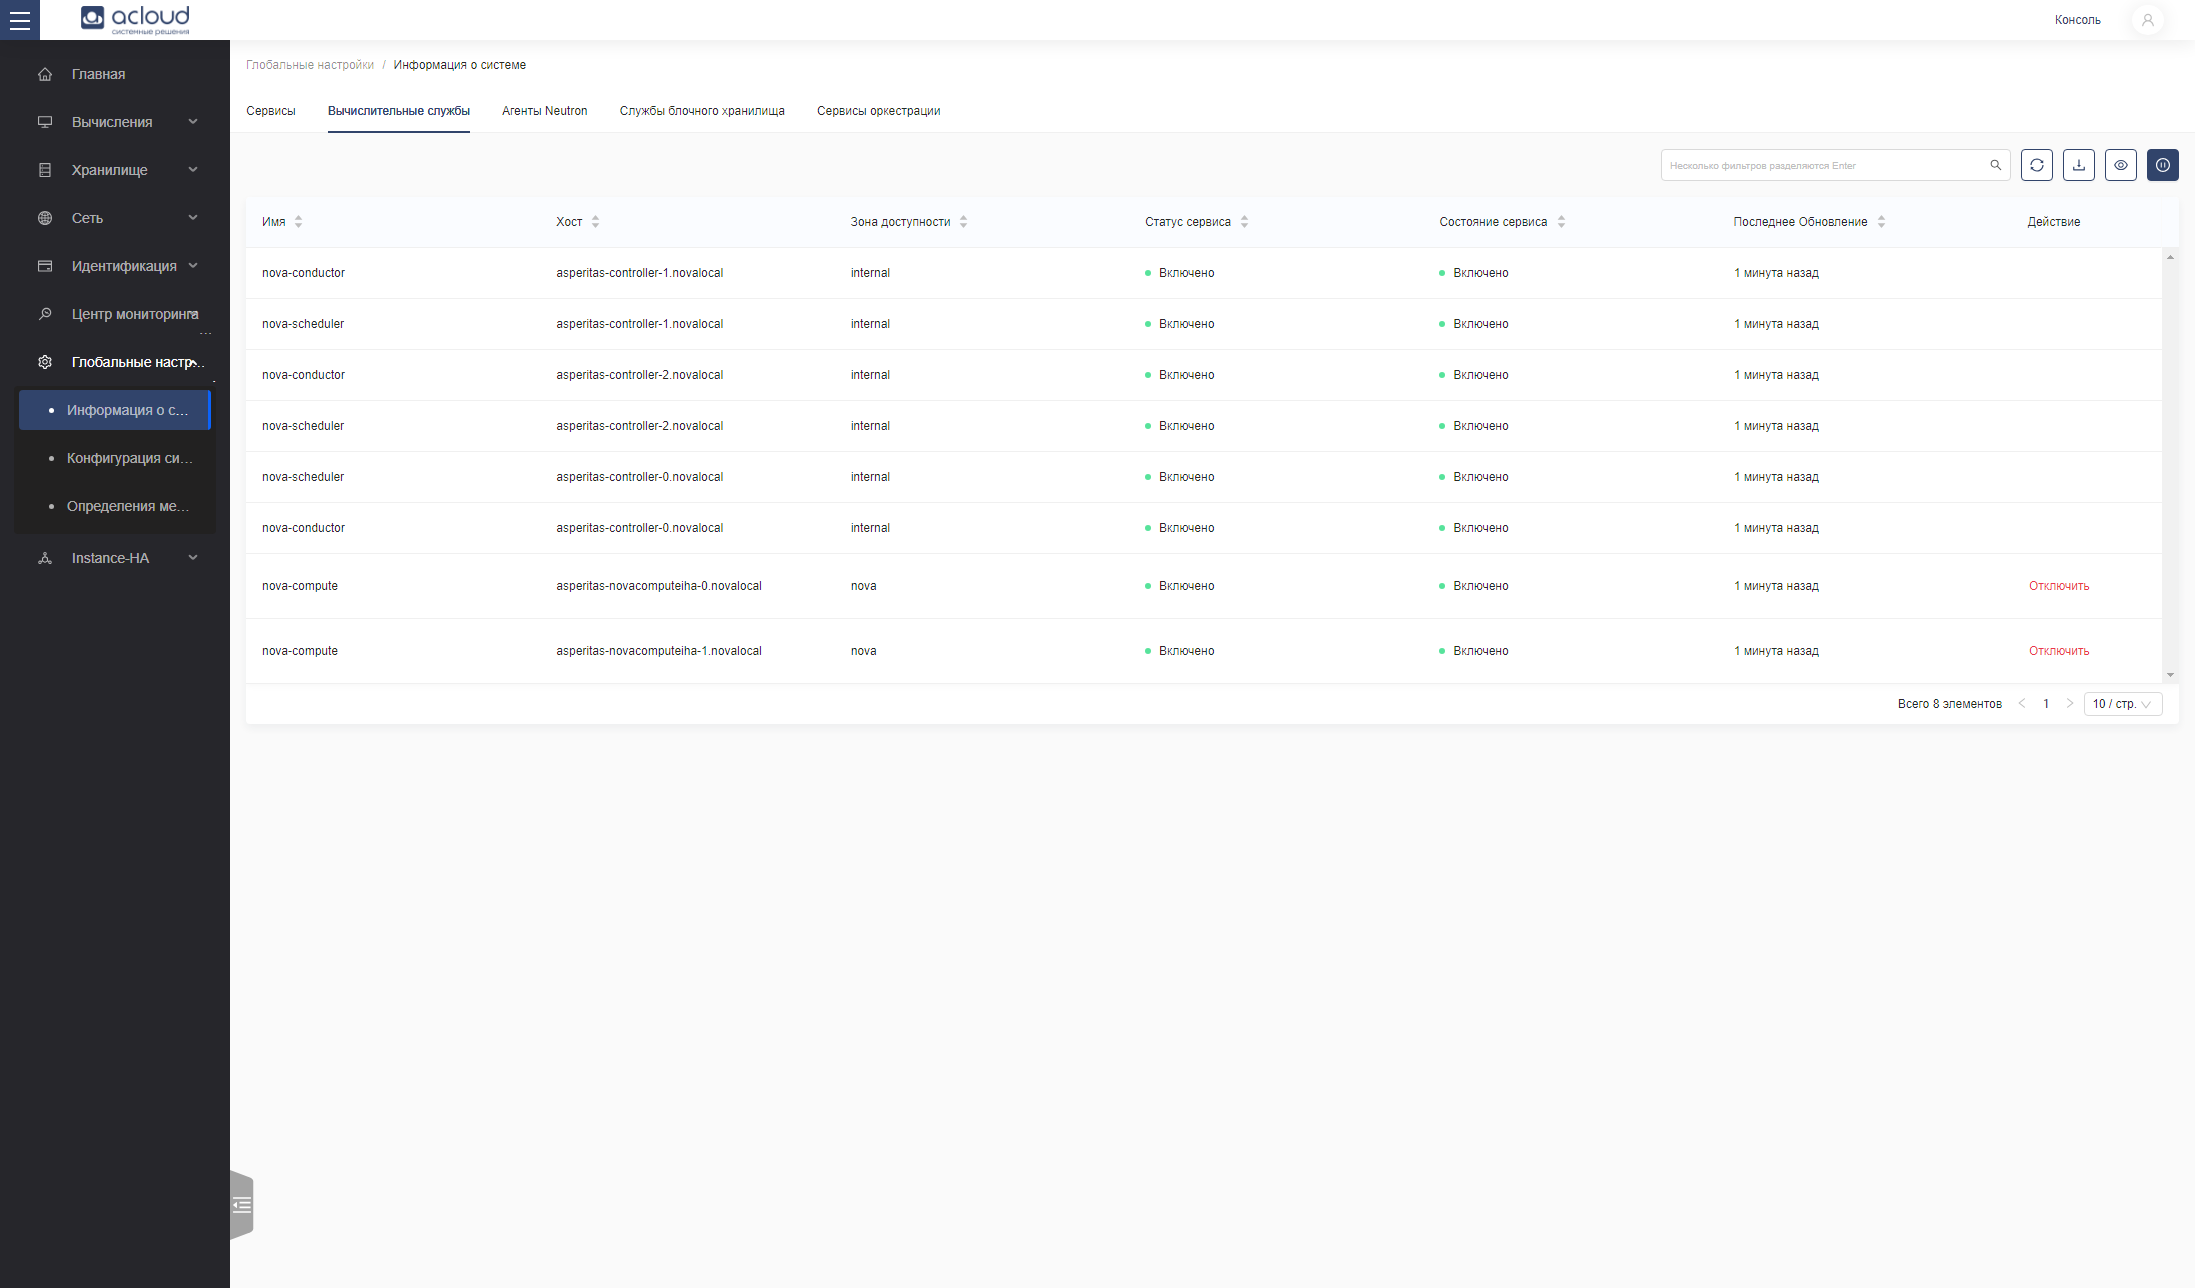 acloud
системные решения
Консоль
Главная
Вычисления
Хранилище
Сеть
Идентификация
Центр мониторинга
...
Глобальные настр...
Информация о с...
Конфигурация си...
Определения ме...
Instance-HA
Глобальные настройки / Информация о системе
Сервисы Вычислительные службы Агенты Neutron Службы блочного хранилища Сервисы оркестрации
Несколько фильтров разделяются Enter
Имя Хост Зона доступности Статус сервиса Состояние сервиса Последнее Обновление Действие
nova-conductor asperitas-controller-1.novalocal internal Включено Включено 1 минута назад
nova-scheduler asperitas-controller-1.novalocal internal Включено Включено 1 минута назад
nova-conductor asperitas-controller-2.novalocal internal Включено Включено 1 минута назад
nova-scheduler asperitas-controller-2.novalocal internal Включено Включено 1 минута назад
nova-scheduler asperitas-controller-0.novalocal internal Включено Включено 1 минута назад
nova-conductor asperitas-controller-0.novalocal internal Включено Включено 1 минута назад
nova-compute asperitas-novacomputeiha-0.novalocal nova Включено Включено 1 минута назад Отключить
nova-compute asperitas-novacomputeiha-1.novalocal nova Включено Включено 1 минута назад Отключить
Всего 8 элементов < 1 > 10 / стр.